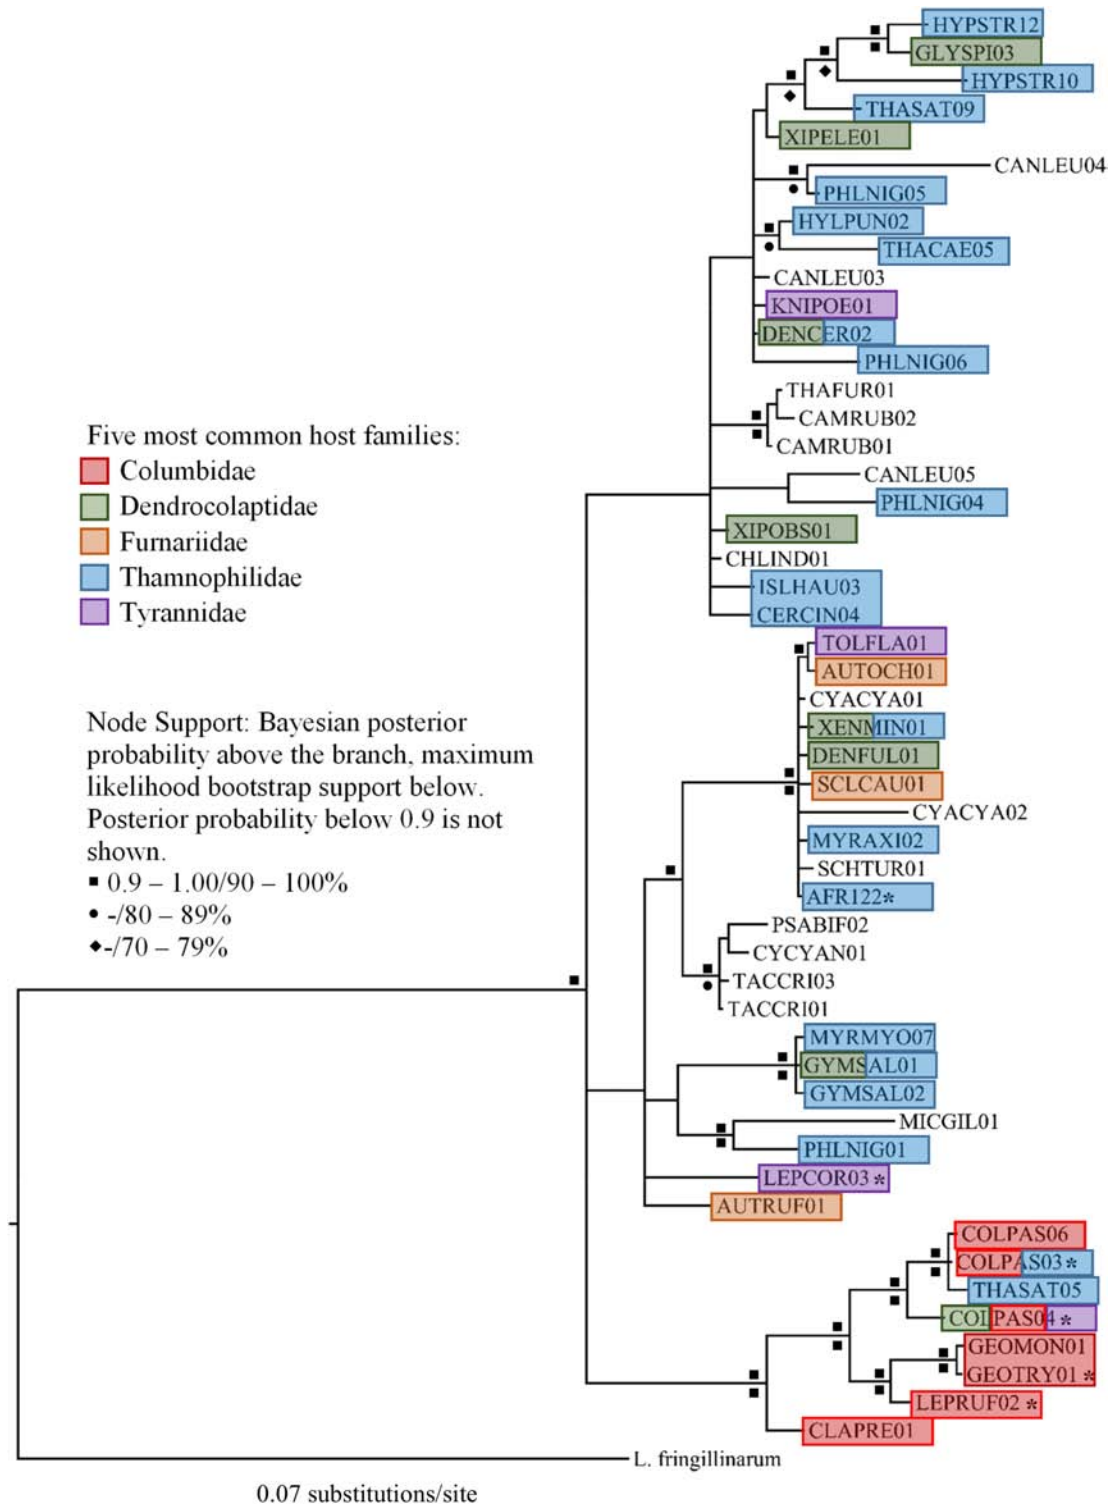 HYPSTR12
GLYSPI03
HYPSTR10
THASAT09
XIPELE01
CANLEU04
PHLNIG05
HYLPUN02
THACAE05
CANLEU03
KNIPOE01
DENCER02
PHLNIG06
THAFUR01
CAMRUB02
CAMRUB01
CANLEU05
PHLNIG04
XIPOBS01
CHLIND01
ISLHAU03
CERCIN04
TOLFLA01
AUTOCH01
CYACYA01
XENMIN01
DENFUL01
SCLCAU01
CYACYA02
MYRAXI02
SCHTUR01
AFR122*
PSABIF02
CYCYAN01
TACCRI03
TACCRI01
MYRMYO07
GYMSAL01
GYMSAL02
MICGIL01
PHLNIG01
LEPCOR03 *
AUTRUF01
COLPAS06
COLPAS03 *
THASAT05
COLPAS04 *
GEOMON01
GEOTRY01 *
LEPRUF02 *
CLAPRE01
L. fringillinarum
Five most common host families:
Columbidae
Dendrocolaptidae
Furnariidae
Thamnophilidae
Tyrannidae
Node Support: Bayesian posterior
probability above the branch, maximum
likelihood bootstrap support below.
Posterior probability below 0.9 is not
shown.
■ 0.9 – 1.00/90 – 100%
● -/80 – 89%
◆-/70 – 79%
0.07 substitutions/site